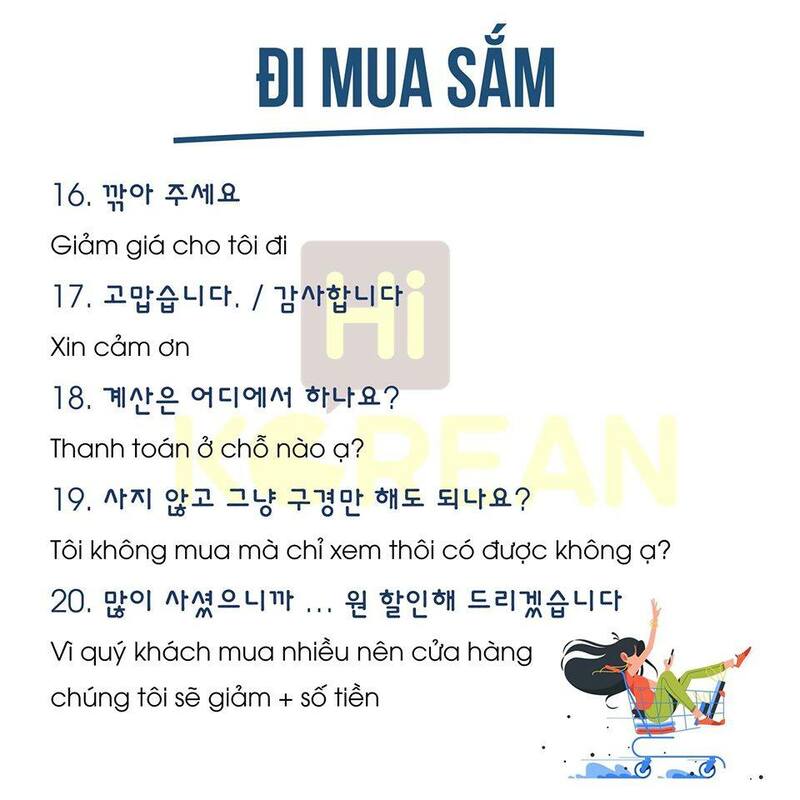 ĐI MUA SẮM
16. 깎아 주세요
Giảm giá cho tôi đi
17. 고맙습니다. / 감사합니다
Xin cảm ơn
18. 계산은 어디에서 하나요?
Thanh toán ở chỗ nào ạ?
19. 사지 않고 그냥 구경만 해도 되나요?
Tôi không mua mà chỉ xem thôi có được không ạ?
20. 많이 사셨으니까 ... 원 할인해 드리겠습니다
Vì quý khách mua nhiều nên cửa hàng
chúng tôi sẽ giảm + số tiền
Hi
KOREAN